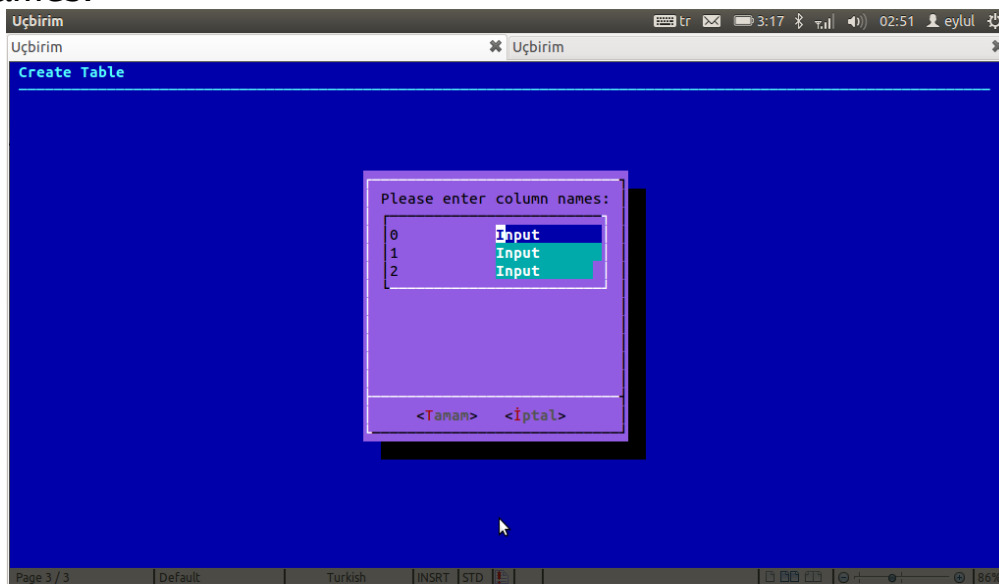 Uçbirim tr 3:17 02:51 eylul
Uçbirim Uçbirim
Create Table
Please enter column names:
0 Input
1 Input
2 Input
<Tamam> <İptal>
Page 3 / 3 Default Turkish INSRT STD